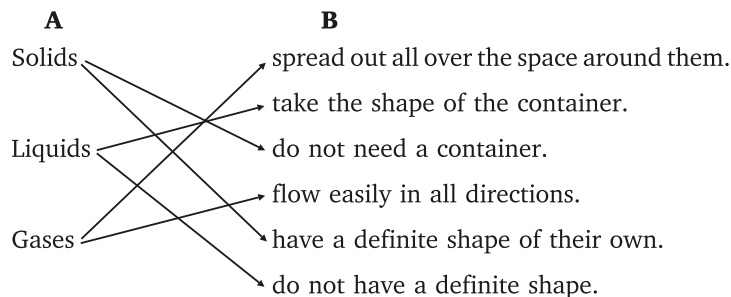 A B
Solids spread out all over the space around them.
take the shape of the container.
Liquids do not need a container.
flow easily in all directions.
Gases have a definite shape of their own.
do not have a definite shape.